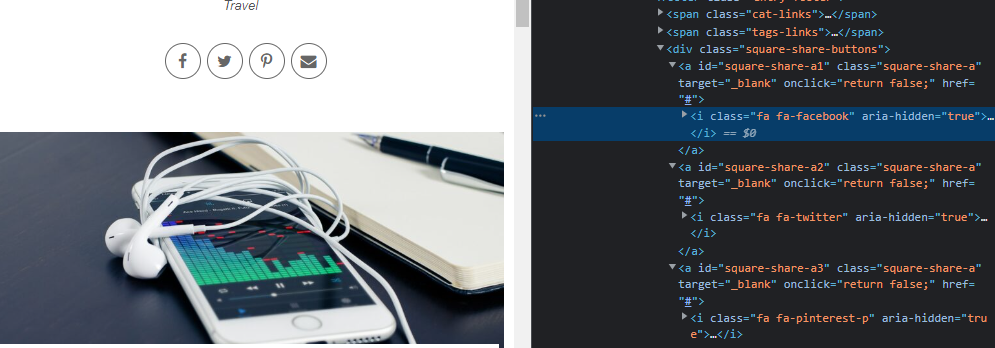 Travel
<span class="cat-links">…</span>
<span class="tags-links">…</span>
<div class="square-share-buttons">
<a id="square-share-a1" class="square-share-a"
target="_blank" onclick="return false;" href=
"#">
<i class="fa fa-facebook" aria-hidden="true">…
</i> == $0
</a>
<a id="square-share-a2" class="square-share-a"
target="_blank" onclick="return false;" href=
"#">
<i class="fa fa-twitter" aria-hidden="true">…
</i>
</a>
<a id="square-share-a3" class="square-share-a"
target="_blank" onclick="return false;" href=
"#">
<i class="fa fa-pinterest-p" aria-hidden="tru
e">…</i>